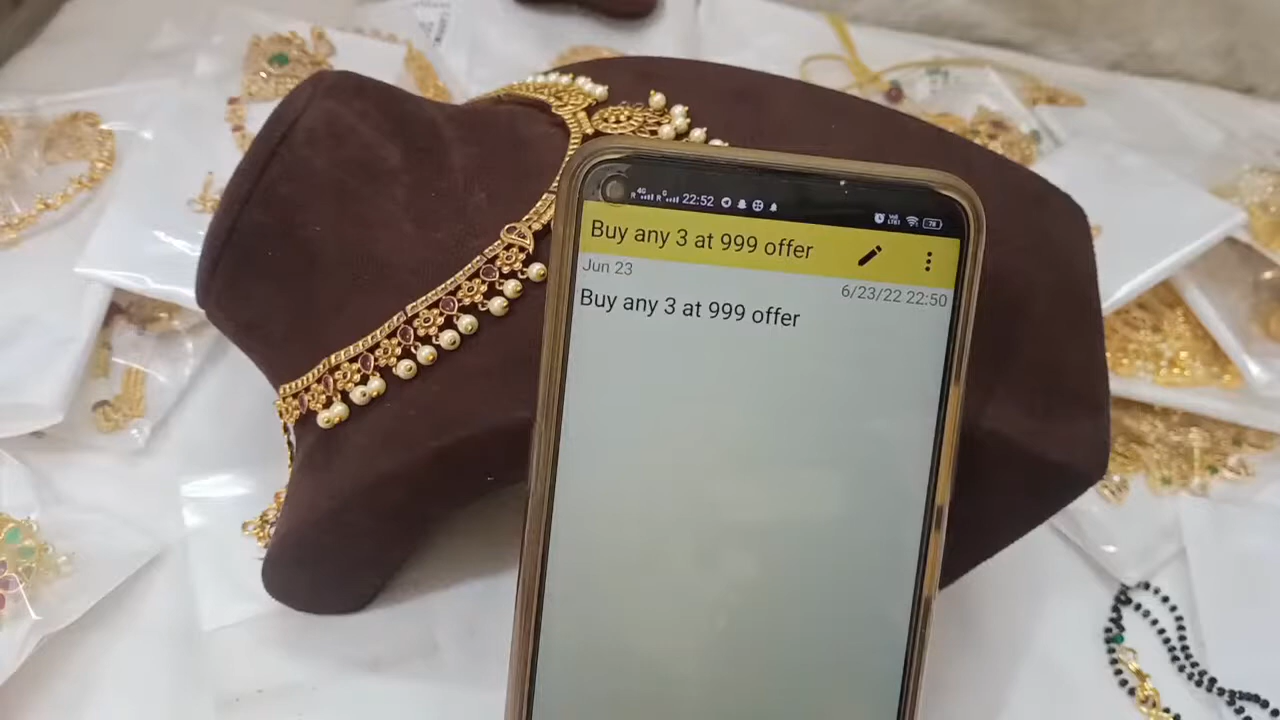 22:52
Buy any 3 at 999 offer
Jun 23
6/23/22 22:50
Buy any 3 at 999 offer